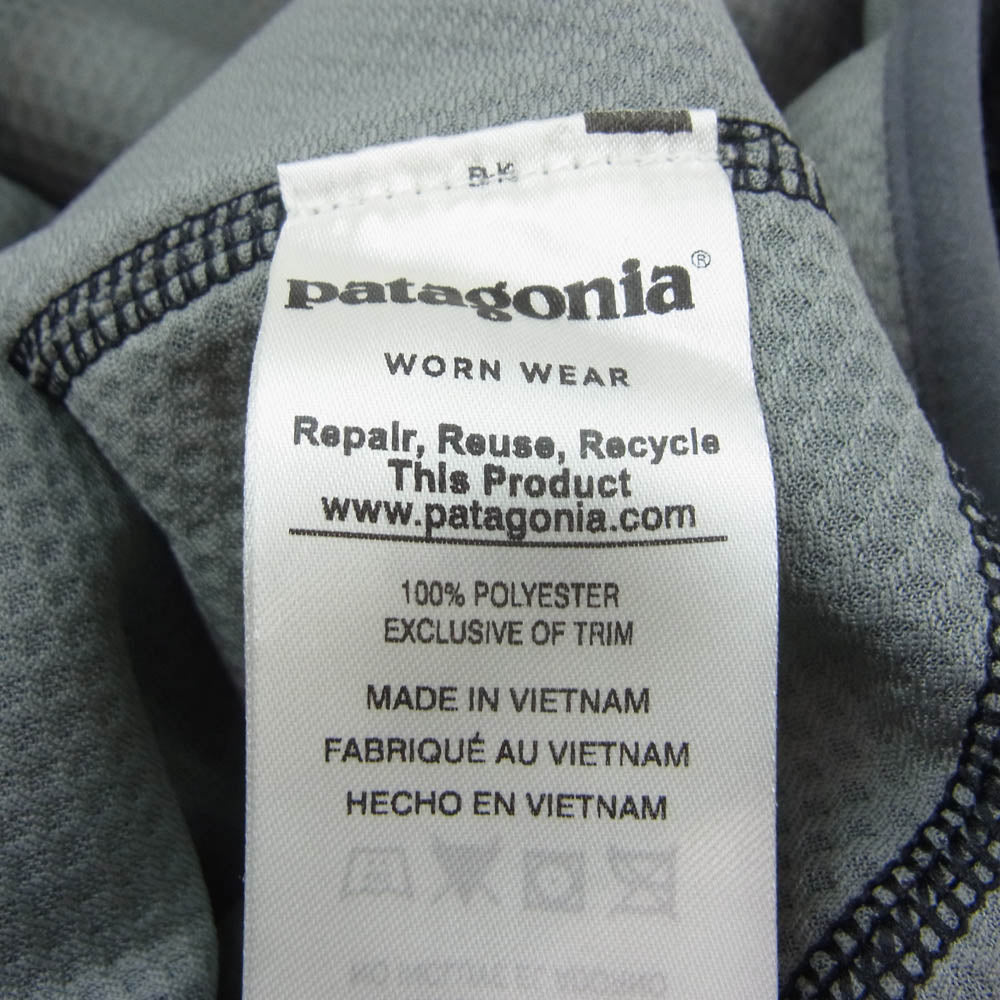 patagonia®
WORN WEAR
Repair, Reuse, Recycle
This Product
www.patagonia.com
100% POLYESTER
EXCLUSIVE OF TRIM
MADE IN VIETNAM
FABRIQUÉ AU VIETNAM
HECHO EN VIETNAM